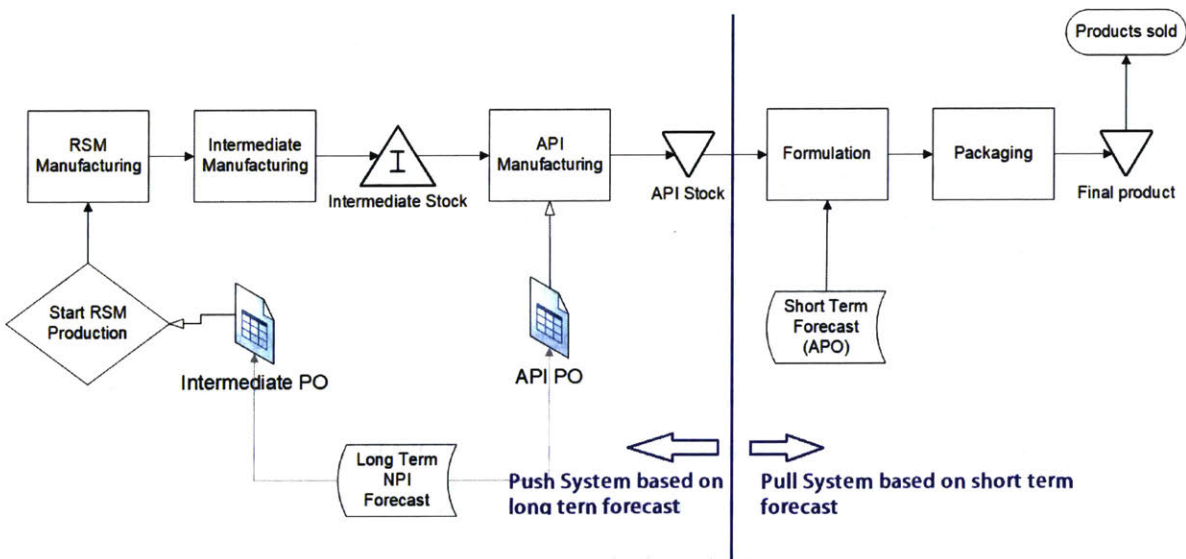 Products sold
RSM
Manufacturing
Intermediate
Manufacturing
I
Intermediate Stock
API
Manufacturing
API Stock
Formulation
Packaging
Final product
Start RSM
Production
Intermediate PO
API PO
Short Term
Forecast
(APO)
Long Term
NPI
Forecast
Push System based on
long tern forecast
Pull System based on short term
forecast